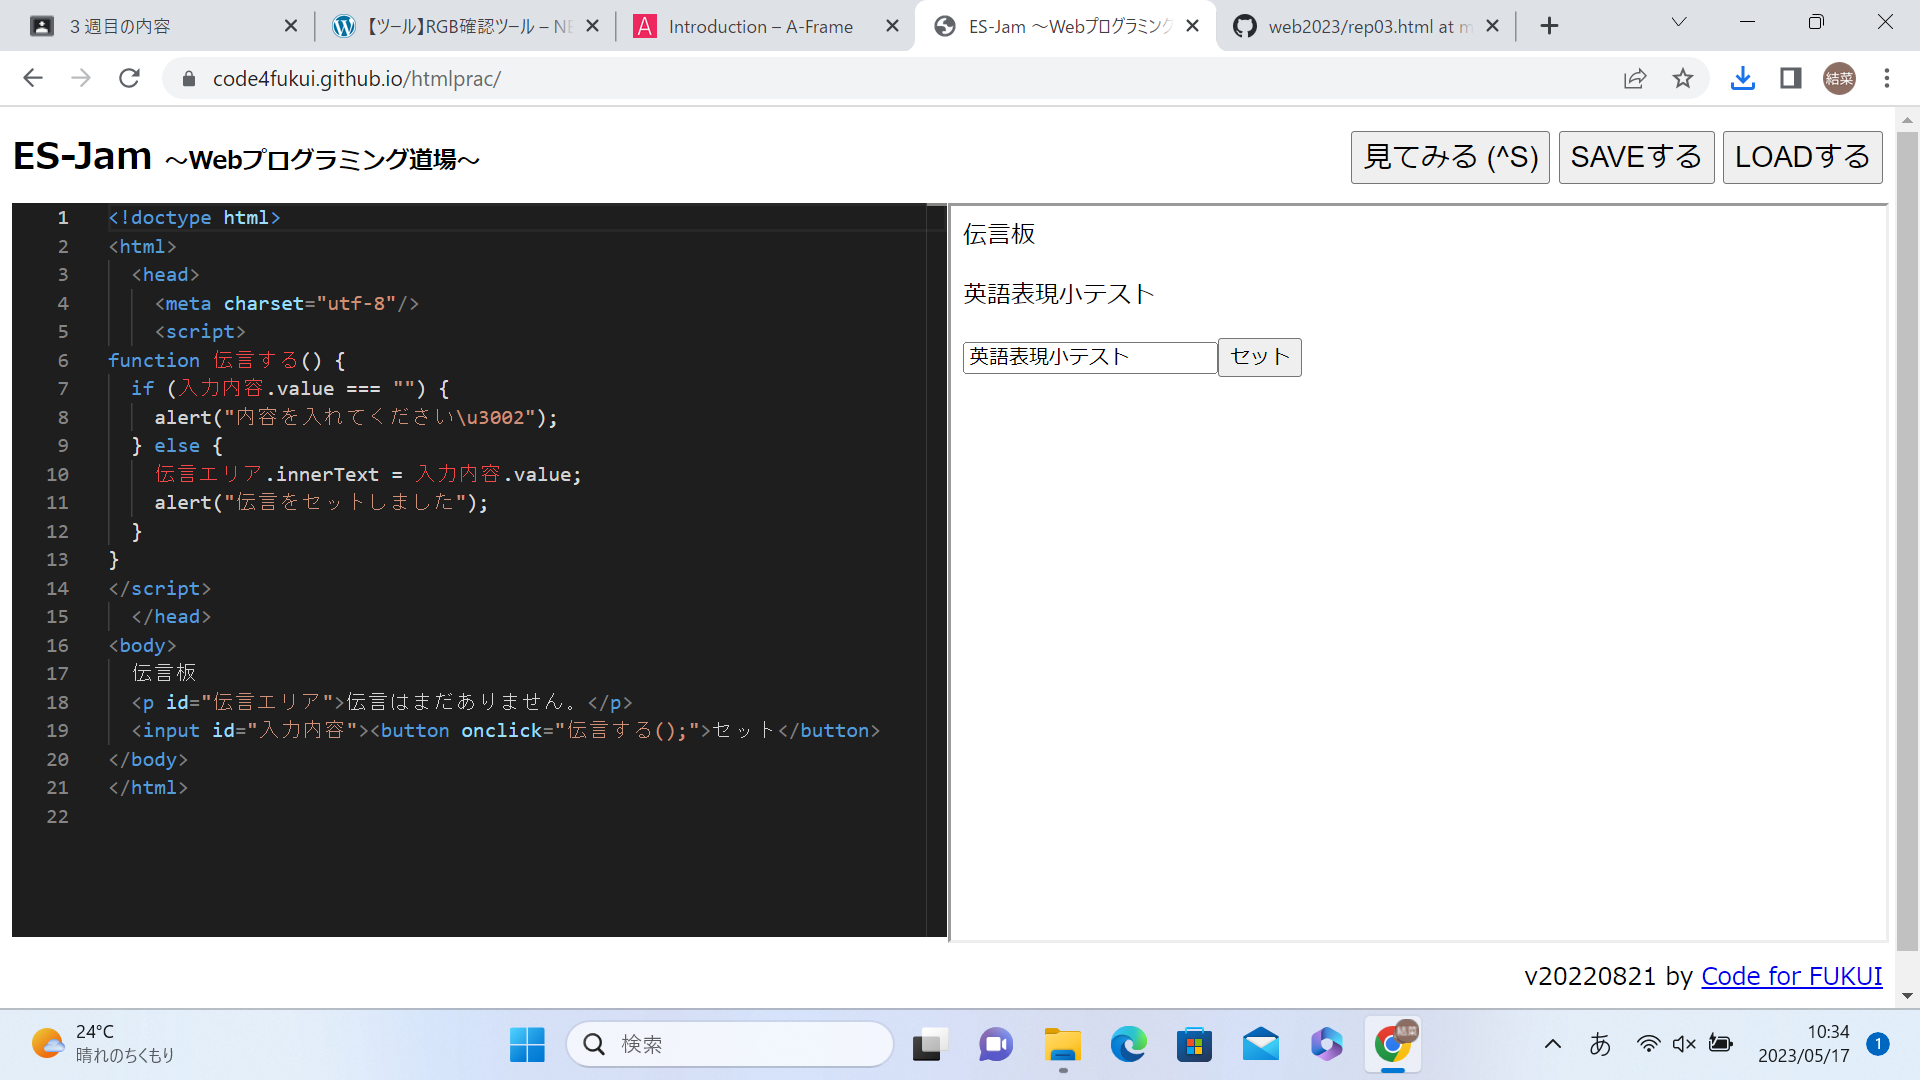 ３週目の内容
【ツール】RGB確認ツール – NE
Introduction – A-Frame
ES-Jam 〜Webプログラミング
web2023/rep03.html at m
code4fukui.github.io/htmlprac/
結菜
ES-Jam 〜Webプログラミング道場〜
見てみる (^S)
SAVEする
LOADする
1 <!doctype html>
2 <html>
3 <head>
4 <meta charset="utf-8"/>
5 <script>
6 function 伝言する() {
7 if (入力内容.value === "") {
8 alert("内容を入れてください\u3002");
9 } else {
10 伝言エリア.innerText = 入力内容.value;
11 alert("伝言をセットしました");
12 }
13 }
14 </script>
15 </head>
16 <body>
17 伝言板
18 <p id="伝言エリア">伝言はまだありません。</p>
19 <input id="入力内容"><button onclick="伝言する();">セット</button>
20 </body>
21 </html>
22
伝言板
英語表現小テスト
英語表現小テスト セット
v20220821 by Code for FUKUI
24°C
晴れのちくもり
検索
結菜
あ
10:34
2023/05/17
1